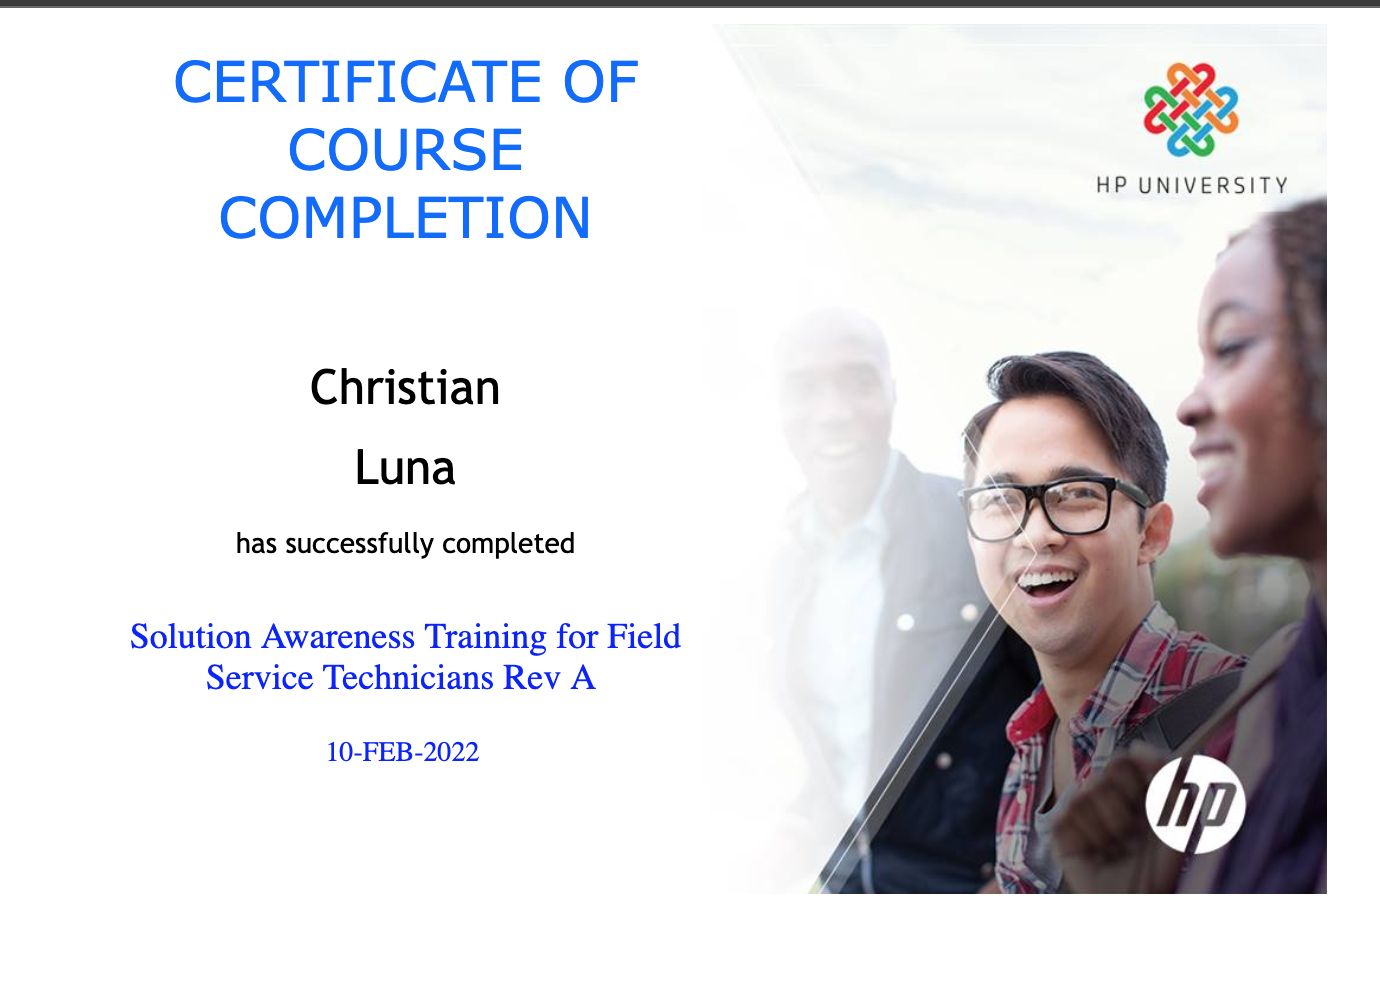 CERTIFICATE OF
COURSE
COMPLETION
Christian
Luna
has successfully completed
Solution Awareness Training for Field
Service Technicians Rev A
10-FEB-2022
HP UNIVERSITY
hp